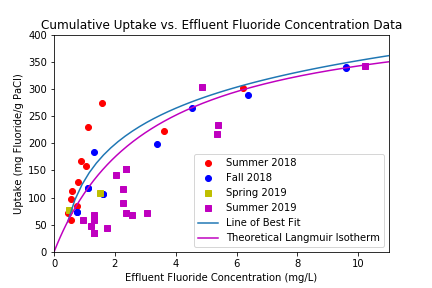 Cumulative Uptake vs. Effluent Fluoride Concentration Data
Uptake (mg Fluoride/g PaCl)
400
350
300
250
200
150
100
50
0
Summer 2018
Fall 2018
Spring 2019
Summer 2019
Line of Best Fit
Theoretical Langmuir Isotherm
0 2 4 6 8 10
Effluent Fluoride Concentration (mg/L)